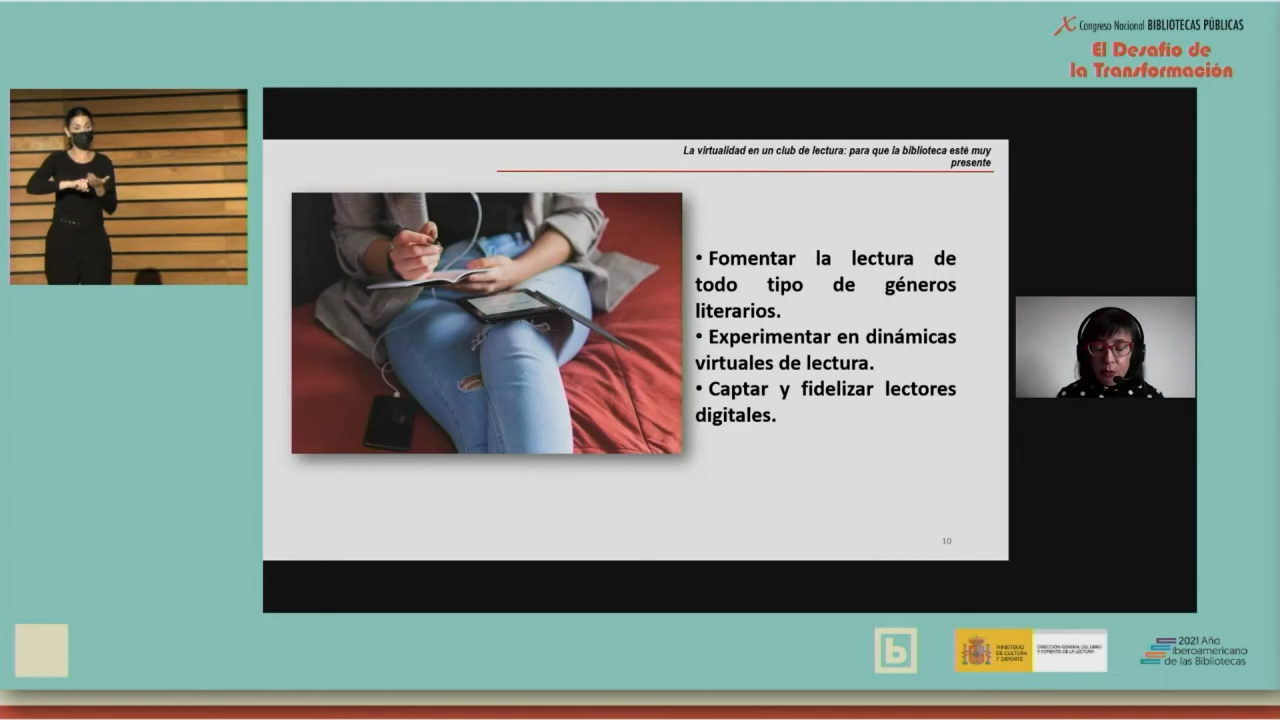 X Congreso Nacional BIBLIOTECAS PÚBLICAS
El Desafío de
la Transformación
La virtualidad en un club de lectura: para que la biblioteca esté muy
presente
• Fomentar la lectura de
todo tipo de géneros
literarios.
• Experimentar en dinámicas
virtuales de lectura.
• Captar y fidelizar lectores
digitales.
10
b
MINISTERIO
DE CULTURA
Y DEPORTE
DIRECCIÓN GENERAL DEL LIBRO
Y FOMENTO DE LA LECTURA
2021 Año
Iberoamericano
de las Bibliotecas